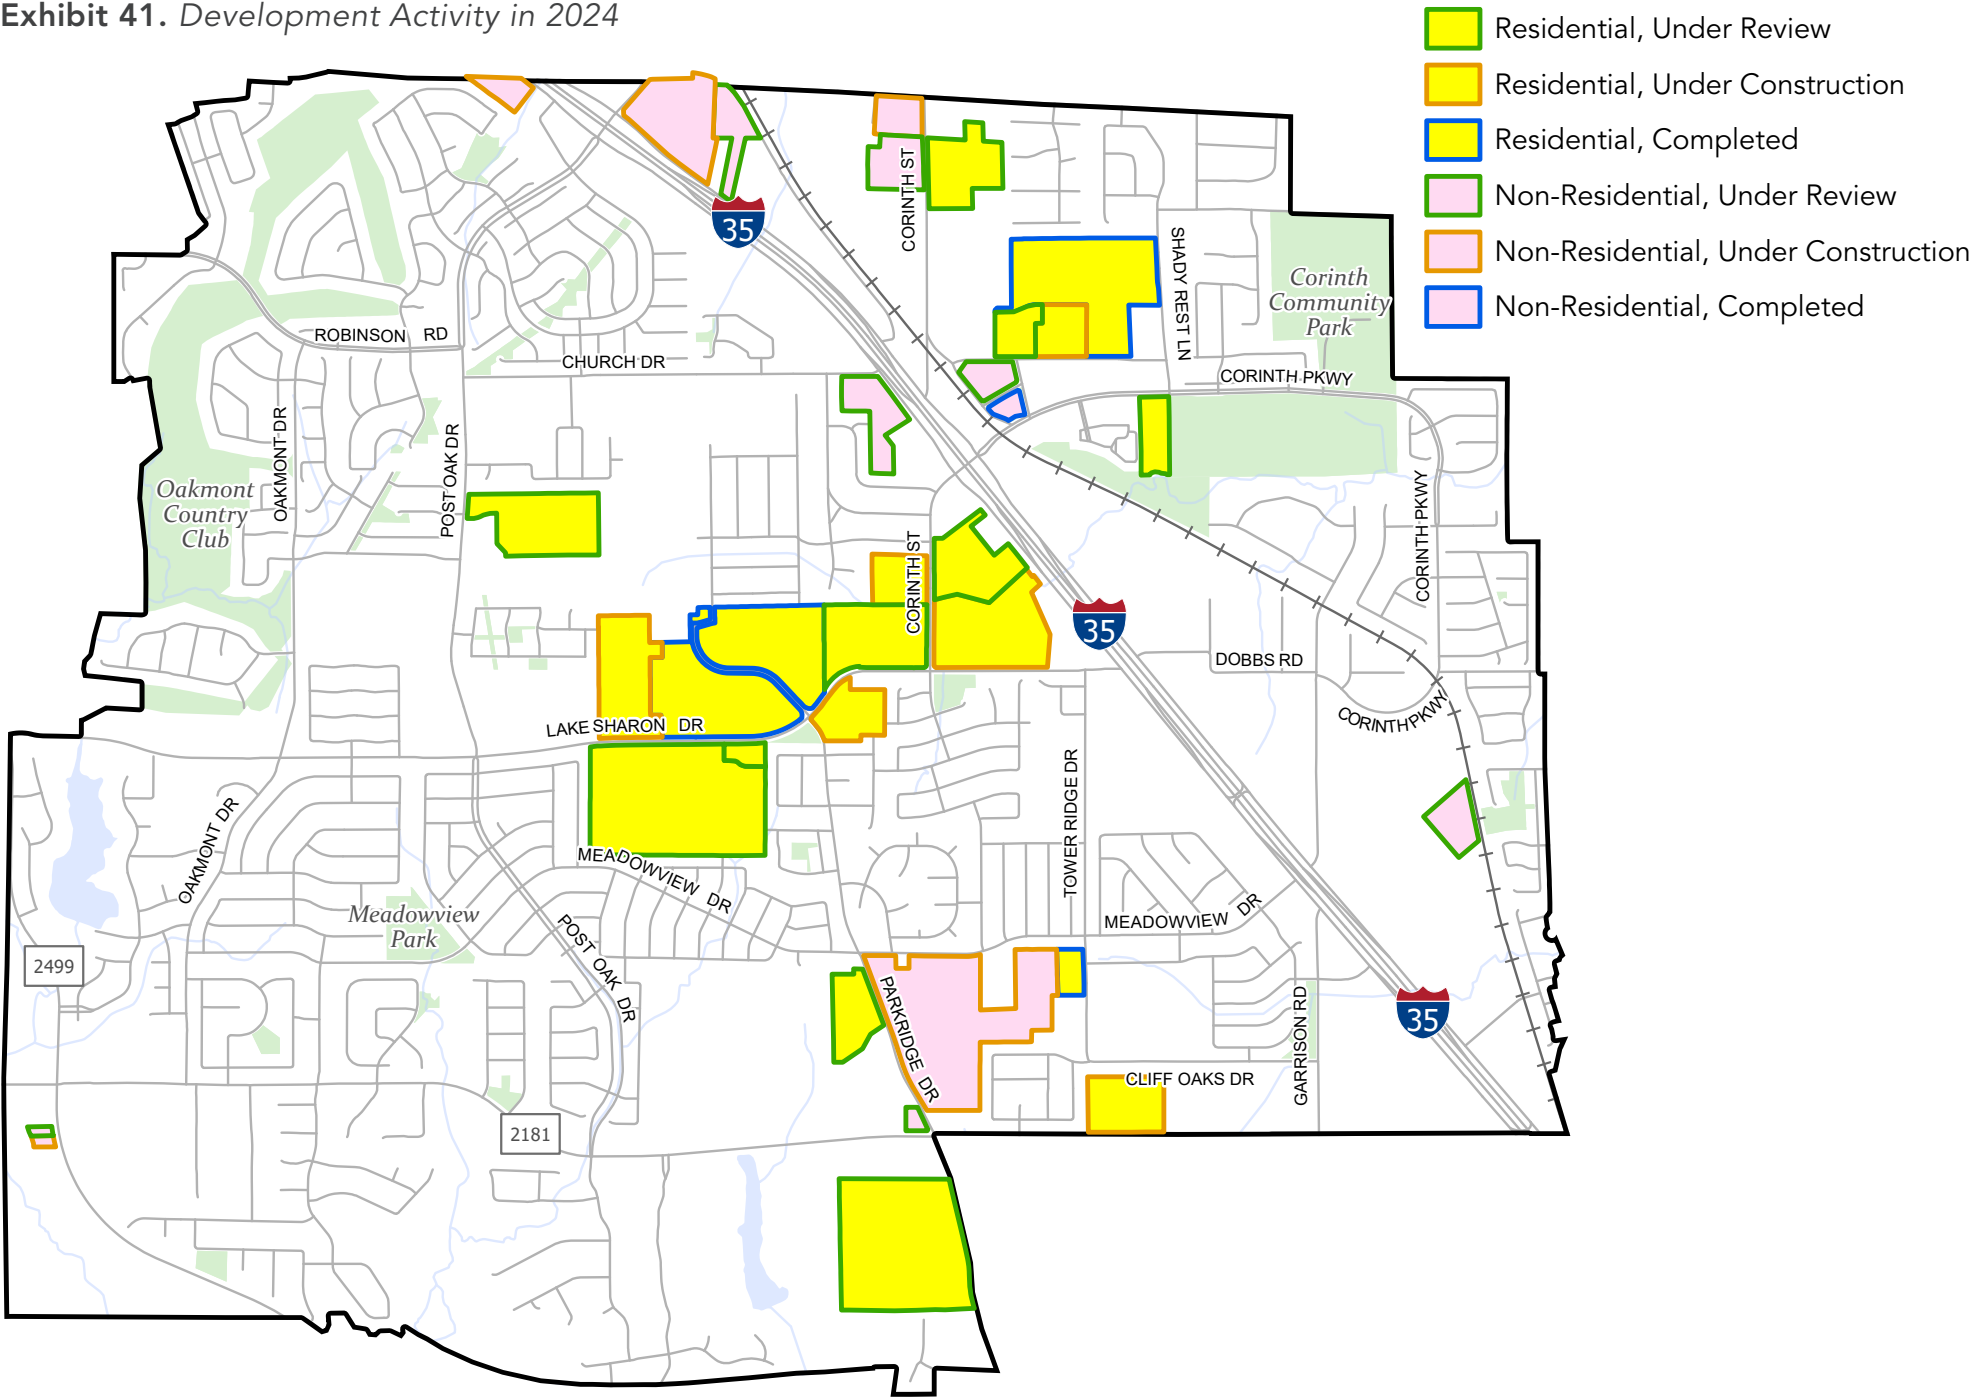 Exhibit 41. Development Activity in 2024
Residential, Under Review
Residential, Under Construction
Residential, Completed
Non-Residential, Under Review
Non-Residential, Under Construction
Non-Residential, Completed
35
CORINTH ST
SHADY REST LN
Corinth
Community
Park
ROBINSON RD
CHURCH DR
CORINTH PKWY
OAKMONT DR
POST OAK DR
Oakmont
Country
Club
CORINTH PKWY
CORINTH ST
35
DOBBS RD
CORINTH PKWY
LAKE SHARON DR
TOWER RIDGE DR
OAKMONT DR
MEADOWVIEW DR
Meadowview
Park
POST OAK DR
MEADOWVIEW DR
2499
PARKRIDGE DR
GARRISON RD
35
CLIFF OAKS DR
2181